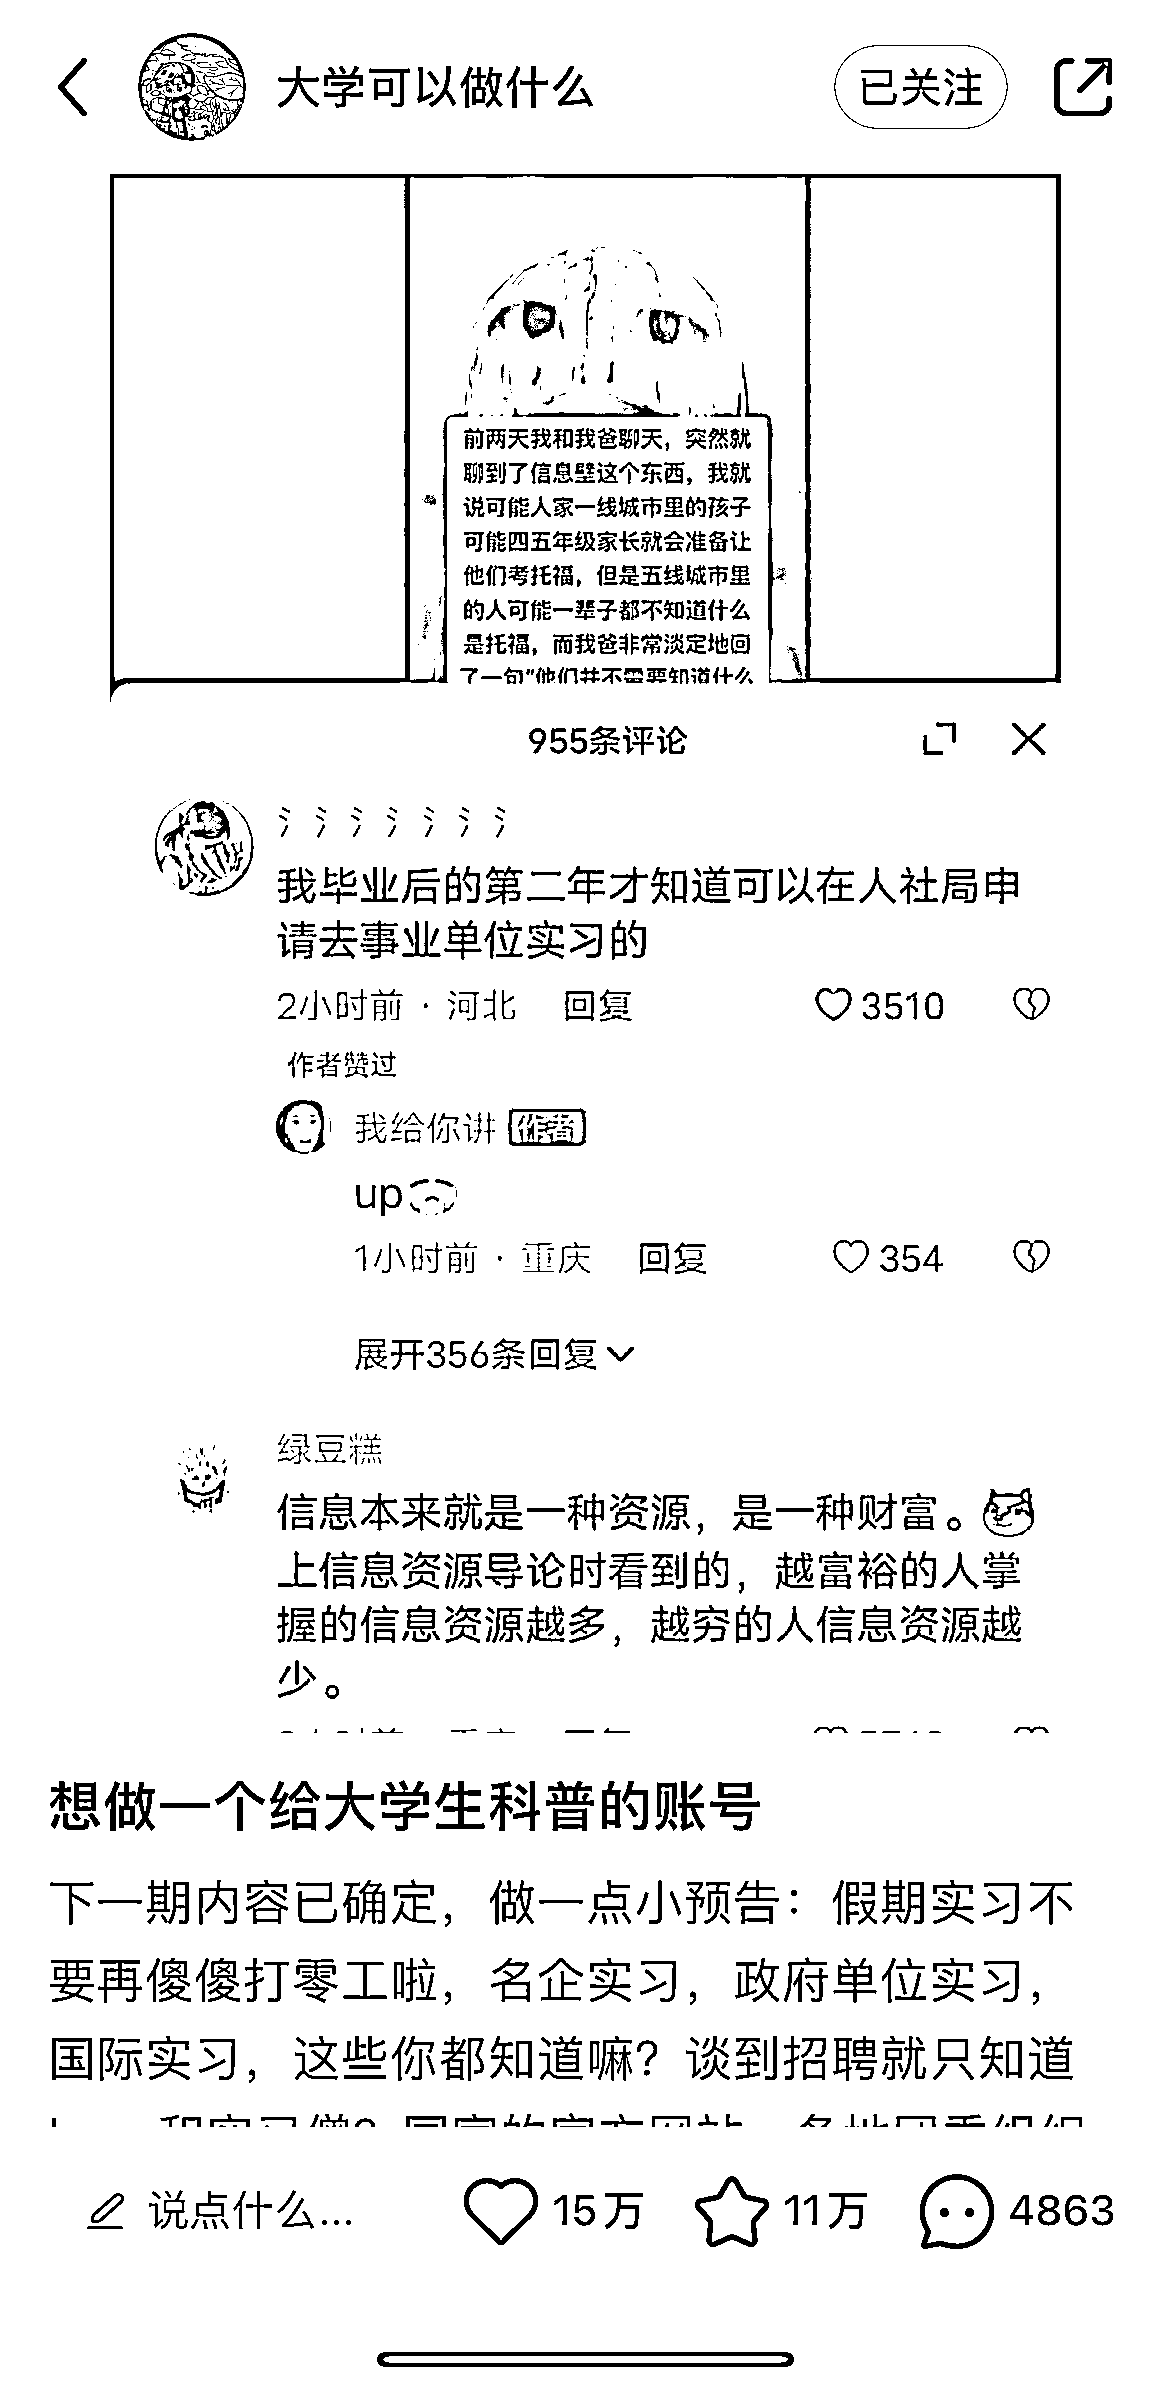 大学可以做什么
已关注
前两天我和我爸聊天，突然就
聊到了信息壁这个东西，我就
说可能人家一线城市里的孩子
可能四五年级家长就会准备让
他们考托福，但是五线城市里
的人可能一辈子都不知道什么
是托福，而我爸非常淡定地回
了一句"他们并不需要知道什么
955条评论
氵氵氵氵氵氵氵
我毕业后的第二年才知道可以在人社局申
请去事业单位实习的
2小时前 · 河北 回复 3510
作者赞过
我给你讲 作者
up
1小时前 · 重庆 回复 354
展开356条回复
绿豆糕
信息本来就是一种资源，是一种财富。
上信息资源导论时看到的，越富裕的人掌
握的信息资源越多，越穷的人信息资源越
少。
想做一个给大学生科普的账号
下一期内容已确定，做一点小预告：假期实习不
要再傻傻打零工啦，名企实习，政府单位实习，
国际实习，这些你都知道嘛？谈到招聘就只知道
说点什么... 15万 11万 4863